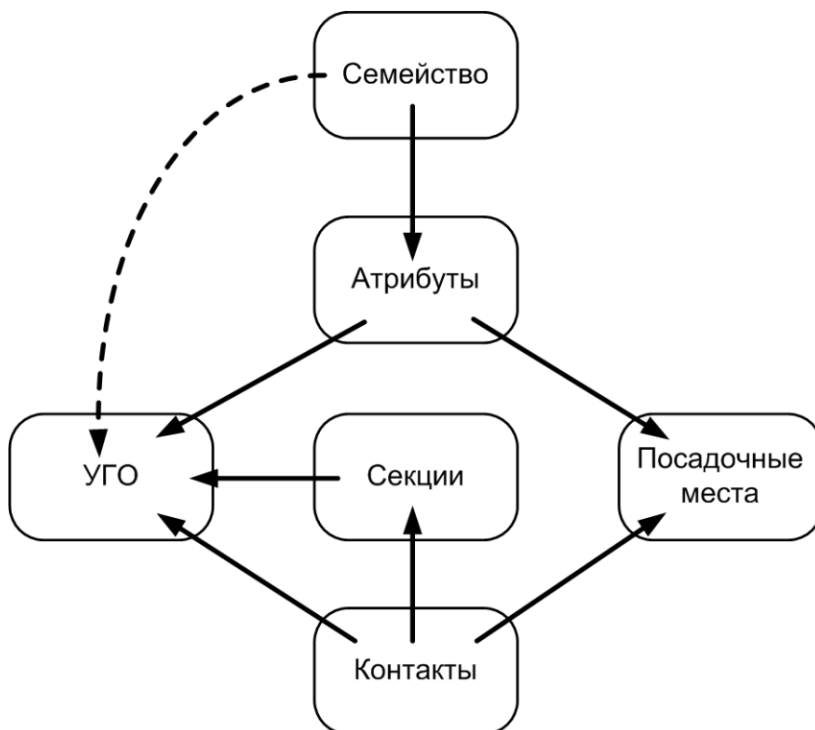 Семейство
Атрибуты
УГО
Секции
Посадочные
места
Контакты